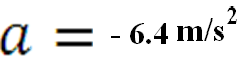 a = - 6.4 m/s²